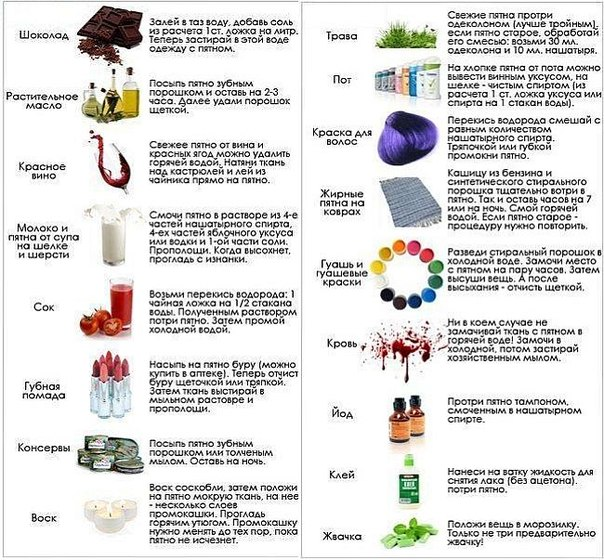 Шоколад
Залей в таз воду, добавь соль
из расчета 1ст. ложка на литр.
Теперь застирай в этой воде
одежду с пятном.
Растительное
масло
Посыпь пятно зубным
порошком и оставь на 2-3
часа. Далее удали порошок
щеткой.
Красное
вино
Свежее пятно от вина и
красных ягод можно удалить
горячей водой. Натяни ткань
над кастрюлей и лей из
чайника прямо на пятно.
Молоко и
пятна от супа
на шелке
и шерсти
Смочи пятно в растворе из 4-е
частей нашатырного спирта,
4-ех частей яблочного уксуса
или водки и 1-ой части соли.
Прополощи. Когда высохнет,
прогладь с изнанки.
Сок
Возьми перекись водорода: 1
чайная ложка на 1/2 стакана
воды. Полученным раствором
потри пятно. Затем промой
холодной водой.
Губная
помада
Насыпь на пятно буру (можно
купить в аптеке). Теперь отчист
буру щеточкой или тряпкой.
Затем ткань выстирай в
мыльном растовре и
прополощи.
Консервы
Посыпь пятно зубным
порошком или толченым
мылом. Оставь на ночь.
Воск
Воск соскобли, затем положи
на пятно мокрую ткань, на нее
- несколько слоев
промокашки. Прогладь
горячим утюгом. Промокашку
нужно менять до тех пор, пока
пятно не исчезнет.
Трава
Свежие пятна протри
одеколоном (лучше тройным),
если пятно старое, обработай
его смесью: возьми 30 мл.
одеколона и 10 мл. нашатыря.
Пот
На хлопке пятна от пота можно
вывести винным уксусом, на
шелке - чистым спиртом (из
расчета 1 ст. ложка уксуса или
спирта на 1 стакан воды).
Краска для
волос
Перекись водорода смешай с
равным количеством
нашатырного спирта.
Тряпочкой или губкой
промокни пятно.
Жирные
пятна на
коврах
Кашицу из бензина и
синтетического стирального
порошка тщательно вотри в
пятно. Так и оставь часов на 7
или на ночь. Смой горячей
водой. Если пятно старое -
процедуру нужно повторить.
Гуашь и
гуашевые
краски
Разведи стиральный порошок в
холодной воде. Замочи место
с пятном на пару часов. Затем
высуши вещь. А после
высыхания - отчисть щеткой.
Кровь
Ни в коем случае не
замачивай ткань с пятном в
горячей воде! Замочи в
холодной, потом застирай
хозяйственным мылом.
Йод
Протри пятно тампоном,
смоченным в нашатырном
спирте.
Клей
Нанеси на ватку жидкость для
снятия лака (без ацетона).
потри пятно.
Жвачка
Положи вещь в морозилку.
Только не три предварительно
жвачку!